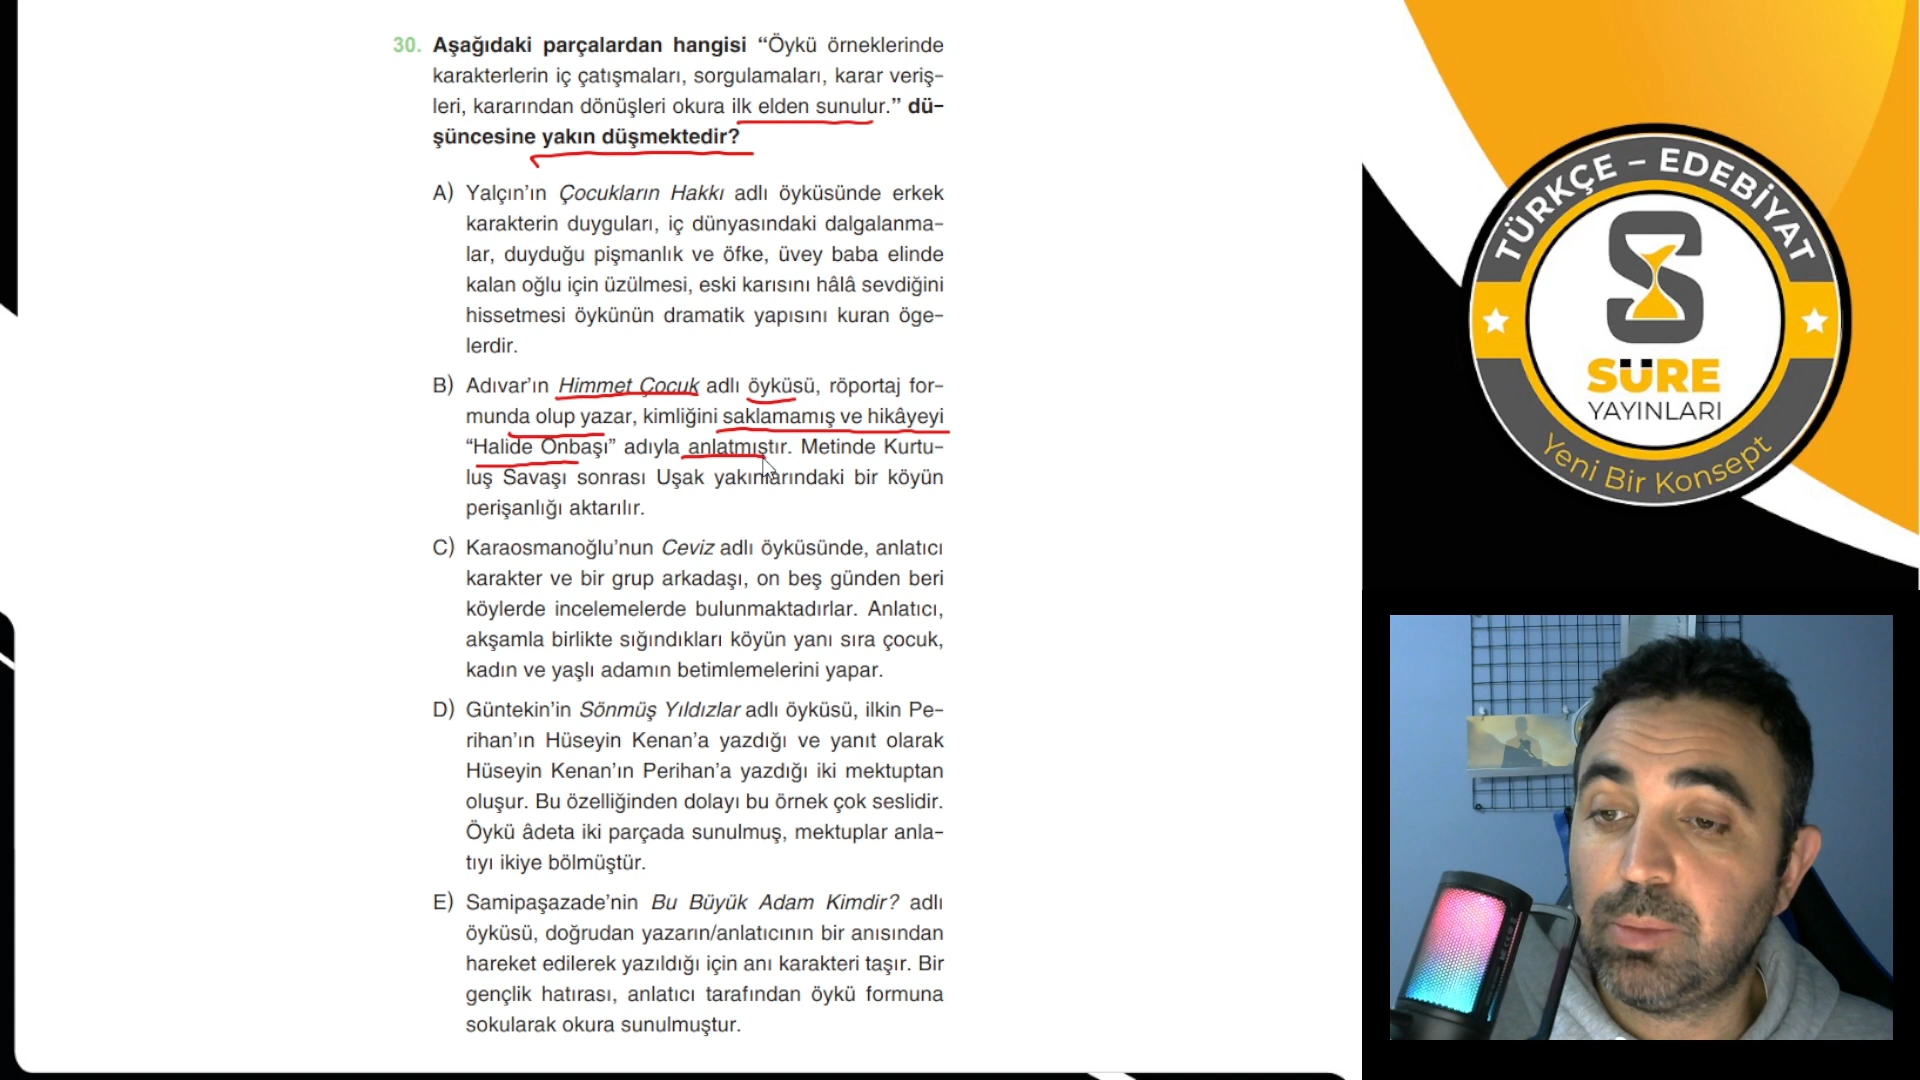 30. Aşağıdaki parçalardan hangisi “Öykü örneklerinde
karakterlerin iç çatışmaları, sorgulamaları, karar veriş-
leri, kararından dönüşleri okura ilk elden sunulur.” dü-
şüncesine yakın düşmektedir?
A) Yalçın’ın Çocukların Hakkı adlı öyküsünde erkek
karakterin duyguları, iç dünyasındaki dalgalanma-
lar, duyduğu pişmanlık ve öfke, üvey baba elinde
kalan oğlu için üzülmesi, eski karısını hâlâ sevdiğini
hissetmesi öykünün dramatik yapısını kuran öge-
lerdir.
B) Adıvar’ın Himmet Çocuk adlı öyküsü, röportaj for-
munda olup yazar, kimliğini saklamamış ve hikâyeyi
“Halide Onbaşı” adıyla anlatmıştır. Metinde Kurtu-
luş Savaşı sonrası Uşak yakınlarındaki bir köyün
perişanlığı aktarılır.
C) Karaosmanoğlu’nun Ceviz adlı öyküsünde, anlatıcı
karakter ve bir grup arkadaşı, on beş günden beri
köylerde incelemelerde bulunmaktadırlar. Anlatıcı,
akşamla birlikte sığındıkları köyün yanı sıra çocuk,
kadın ve yaşlı adamın betimlemelerini yapar.
D) Güntekin’in Sönmüş Yıldızlar adlı öyküsü, ilkin Pe-
rihan’ın Hüseyin Kenan’a yazdığı ve yanıt olarak
Hüseyin Kenan’ın Perihan’a yazdığı iki mektuptan
oluşur. Bu özelliğinden dolayı bu örnek çok seslidir.
Öykü âdeta iki parçada sunulmuş, mektuplar anla-
tıyı ikiye bölmüştür.
E) Samipaşazade’nin Bu Büyük Adam Kimdir? adlı
öyküsü, doğrudan yazarın/anlatıcının bir anısından
hareket edilerek yazıldığı için anı karakteri taşır. Bir
gençlik hatırası, anlatıcı tarafından öykü formuna
sokularak okura sunulmuştur.
TÜRKÇE – EDEBİYAT
SÜRE
YAYINLARI
Yeni Bir Konsept